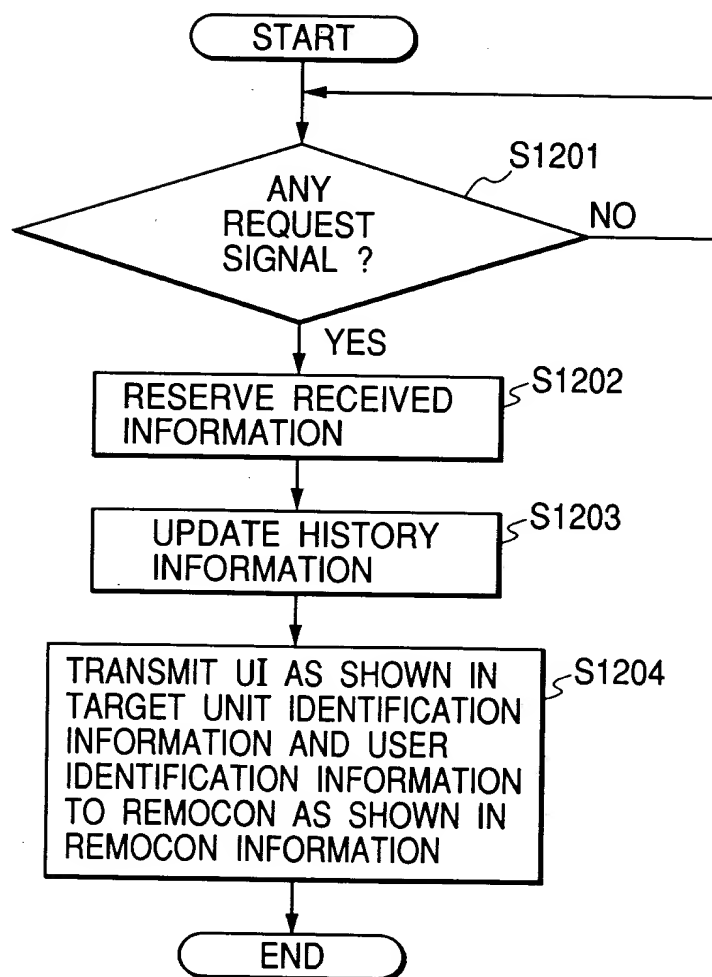 START
S1201
ANY
REQUEST
SIGNAL ?
NO
YES
S1202
RESERVE RECEIVED
INFORMATION
S1203
UPDATE HISTORY
INFORMATION
S1204
TRANSMIT UI AS SHOWN IN
TARGET UNIT IDENTIFICATION
INFORMATION AND USER
IDENTIFICATION INFORMATION
TO REMOCON AS SHOWN IN
REMOCON INFORMATION
END